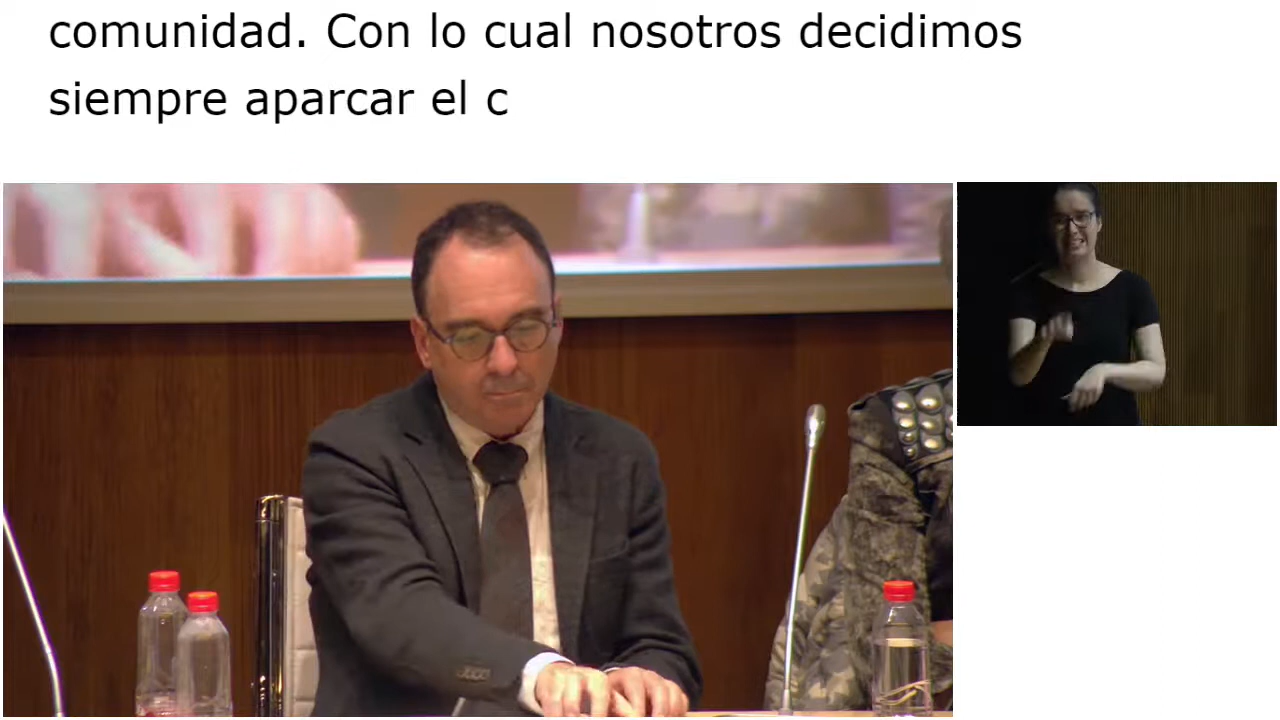 comunidad. Con lo cual nosotros decidimos
siempre aparcar el c